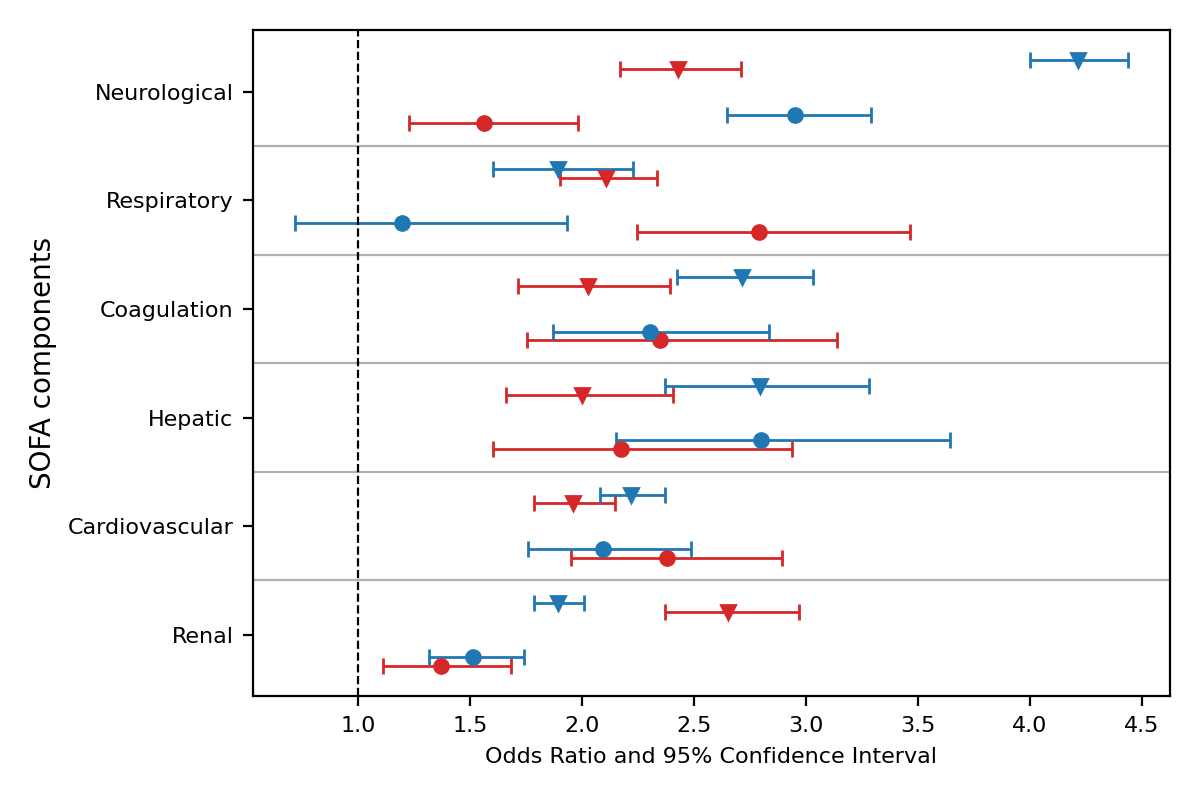 SOFA components
Neurological
Respiratory
Coagulation
Hepatic
Cardiovascular
Renal
1.0 1.5 2.0 2.5 3.0 3.5 4.0 4.5
Odds Ratio and 95% Confidence Interval